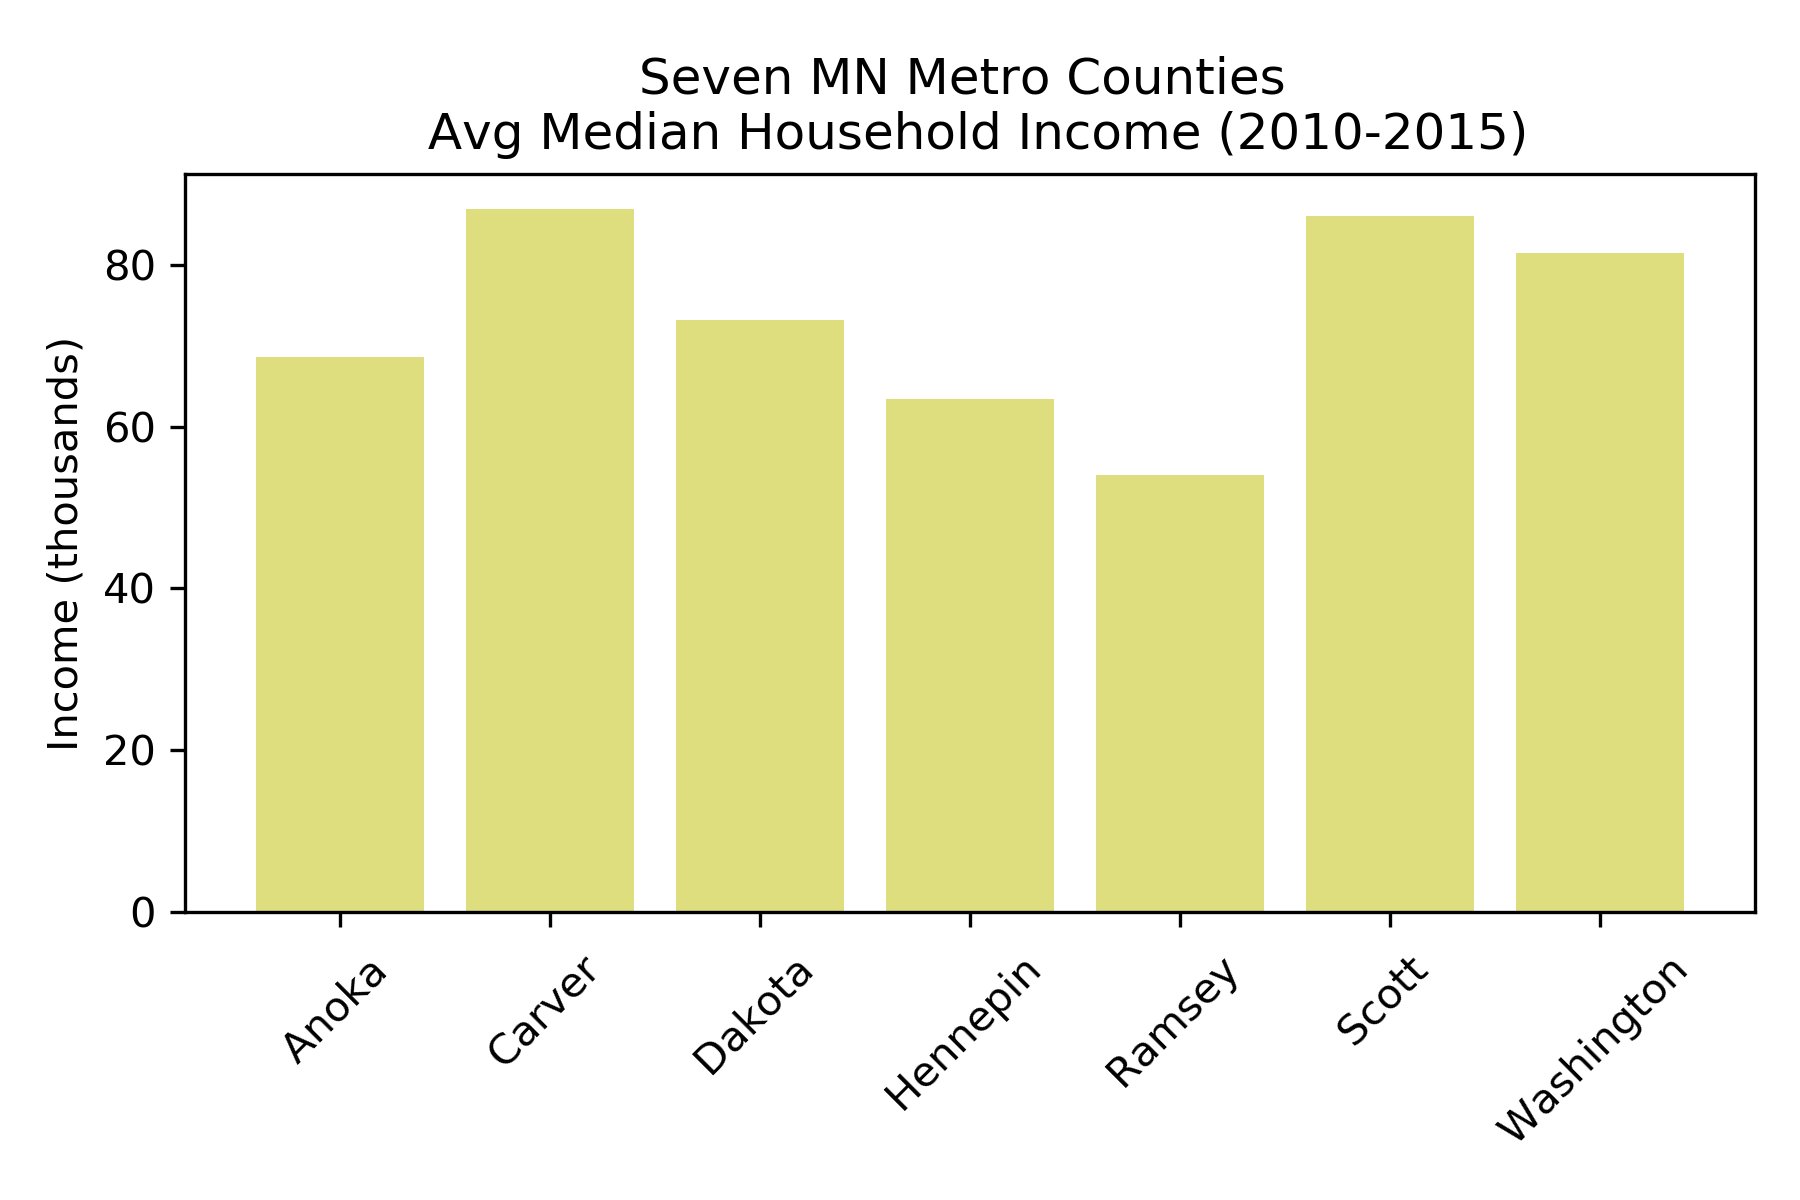 Seven MN Metro Counties
Avg Median Household Income (2010-2015)
Income (thousands)
80
60
40
20
0
Anoka
Carver
Dakota
Hennepin
Ramsey
Scott
Washington